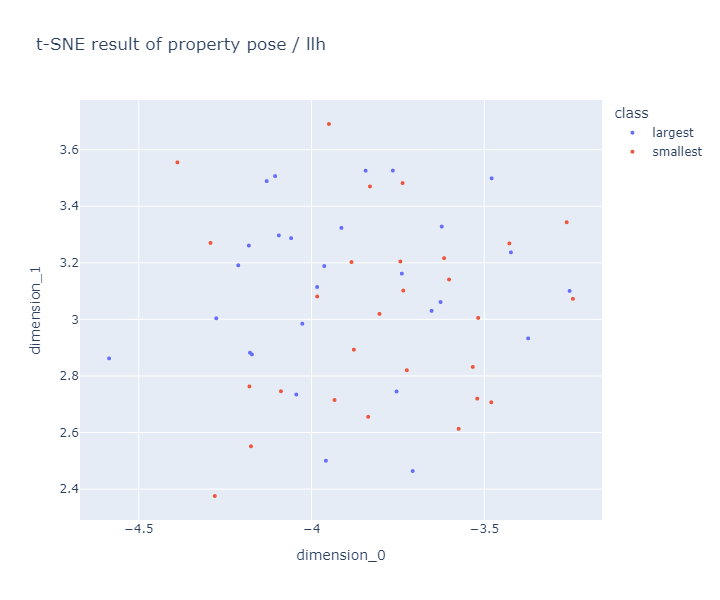 t-SNE result of property pose / llh
class
largest
smallest
3.6
3.4
3.2
3
2.8
2.6
2.4
dimension_1
−4.5
−4
−3.5
dimension_0